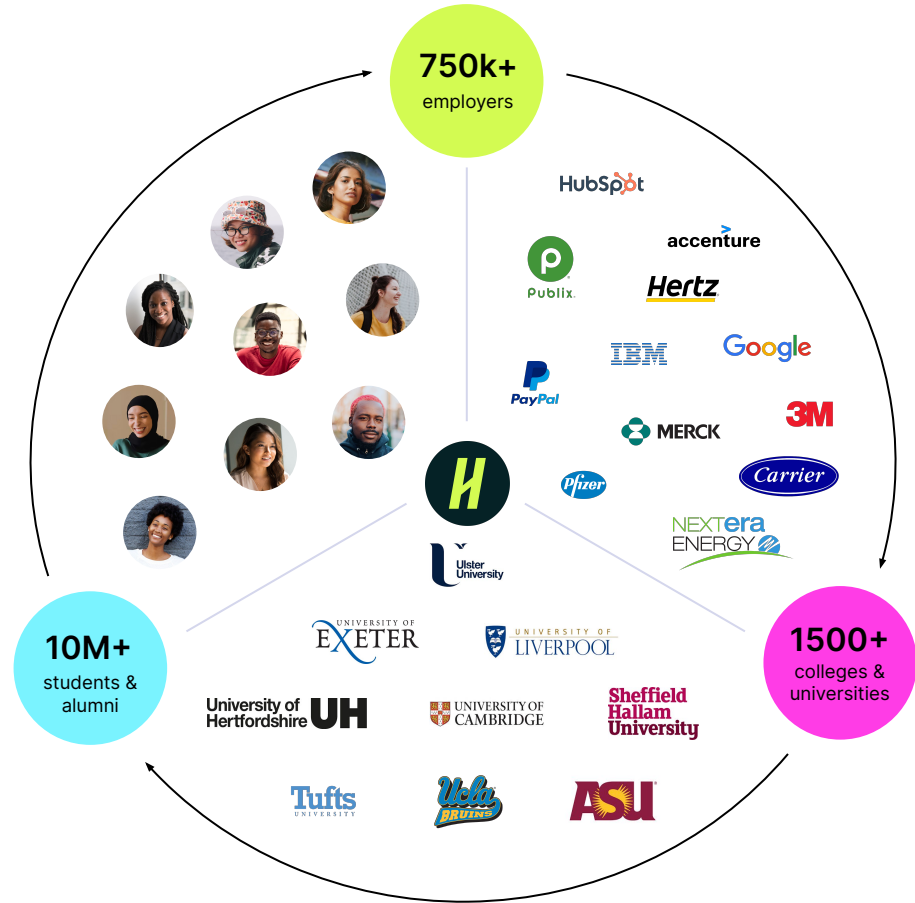 750k+
employers
HubSpot
accenture
Publix.
Hertz
IBM
Google
PayPal
3M
MERCK
Carrier
Pfizer
NEXTera
ENERGY
H
Ulster
University
UNIVERSITY OF
EXETER
UNIVERSITY OF
LIVERPOOL
10M+
students &
alumni
1500+
colleges &
universities
University of
Hertfordshire UH
UNIVERSITY OF
CAMBRIDGE
Sheffield
Hallam
University
Tufts
UNIVERSITY
Ucla
BRUINS
ASU